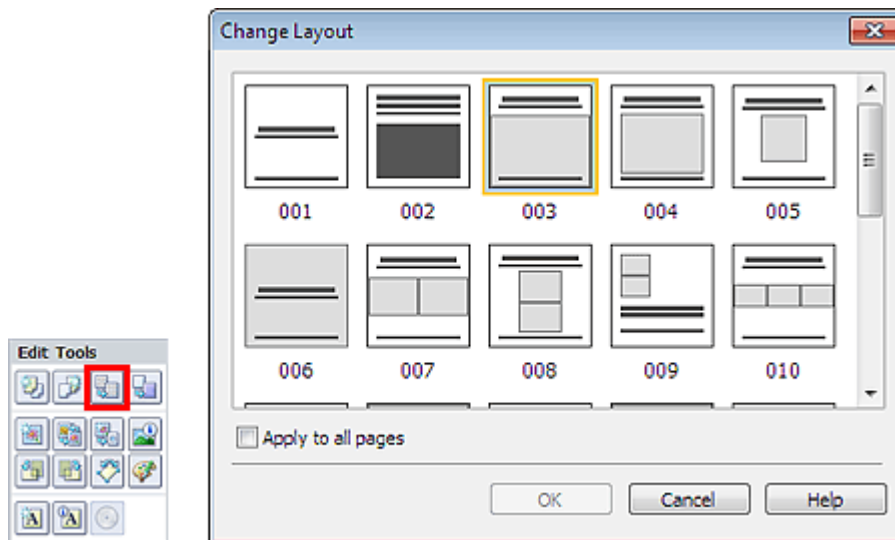 Change Layout
001 002 003 004 005
006 007 008 009 010
Edit Tools
Apply to all pages
OK Cancel Help